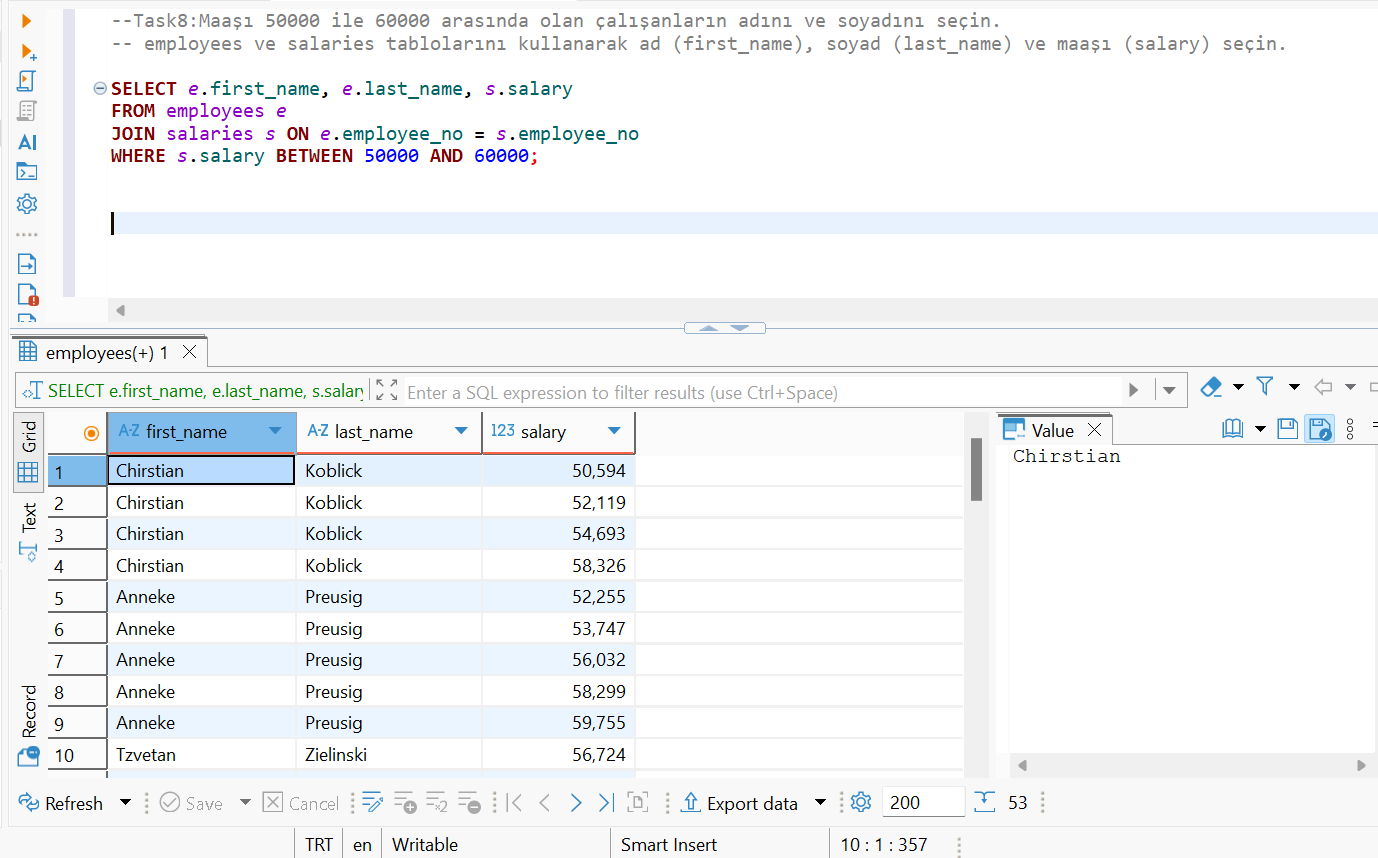 --Task8:Maaşı 50000 ile 60000 arasında olan çalışanların adını ve soyadını seçin.
-- employees ve salaries tablolarını kullanarak ad (first_name), soyad (last_name) ve maaşı (salary) seçin.
SELECT e.first_name, e.last_name, s.salary
FROM employees e
JOIN salaries s ON e.employee_no = s.employee_no
WHERE s.salary BETWEEN 50000 AND 60000;
AI
employees(+) 1
SELECT e.first_name, e.last_name, s.salary
Enter a SQL expression to filter results (use Ctrl+Space)
Grid
Text
Record
A-Z first_name A-Z last_name 123 salary
1 Chirstian Koblick 50,594
2 Chirstian Koblick 52,119
3 Chirstian Koblick 54,693
4 Chirstian Koblick 58,326
5 Anneke Preusig 52,255
6 Anneke Preusig 53,747
7 Anneke Preusig 56,032
8 Anneke Preusig 58,299
9 Anneke Preusig 59,755
10 Tzvetan Zielinski 56,724
Value
Chirstian
Refresh Save Cancel Export data 200 53
TRT en Writable Smart Insert 10 : 1 : 357